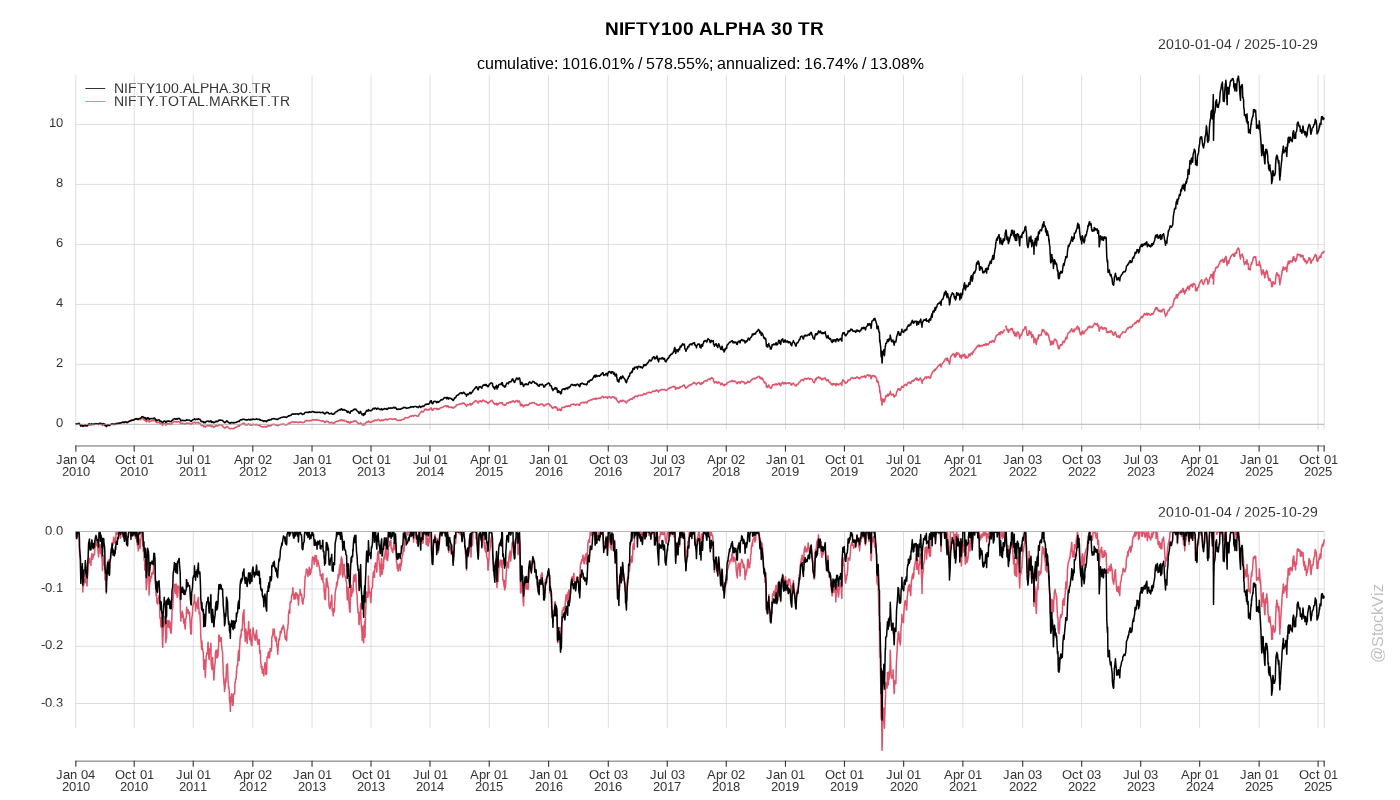 NIFTY100 ALPHA 30 TR
2010-01-04 / 2025-10-29
cumulative: 1016.01% / 578.55%; annualized: 16.74% / 13.08%
NIFTY100.ALPHA.30.TR
NIFTY.TOTAL.MARKET.TR
10
8
6
4
2
0
Jan 04 Oct 01 Jul 01 Apr 02 Jan 01 Oct 01 Jul 01 Apr 01 Jan 01 Oct 03 Jul 03 Apr 02 Jan 01 Oct 01 Jul 01 Apr 01 Jan 03 Oct 03 Jul 03 Apr 01 Jan 01 Oct 01
2010 2010 2011 2012 2013 2013 2014 2015 2016 2016 2017 2018 2019 2019 2020 2021 2022 2022 2023 2024 2025 2025
2010-01-04 / 2025-10-29
0.0
-0.1
-0.2
-0.3
Jan 04 Oct 01 Jul 01 Apr 02 Jan 01 Oct 01 Jul 01 Apr 01 Jan 01 Oct 03 Jul 03 Apr 02 Jan 01 Oct 01 Jul 01 Apr 01 Jan 03 Oct 03 Jul 03 Apr 01 Jan 01 Oct 01
2010 2010 2011 2012 2013 2013 2014 2015 2016 2016 2017 2018 2019 2019 2020 2021 2022 2022 2023 2024 2025 2025
@StockViz